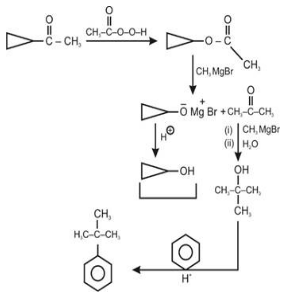 O
C – CH₃
O
CH₃–C–O–O–H
O
O – C
CH₃
CH₃MgBr
Ō Mg⁺ Br + CH₃–C–CH₃
O
H⊕
(i) CH₃MgBr
(ii) H₂O
OH
OH
CH₃–C–CH₃
CH₃
CH₃
H₃C–C–CH₃
H⁺